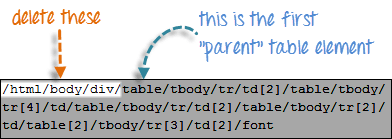 delete these
this is the first
"parent" table element
/html/body/div/table/tbody/tr/td[2]/table/tbody/
tr[4]/td/table/tbody/tr/td[2]/table/tbody/tr[2]/
td/table[2]/tbody/tr[3]/td[2]/font